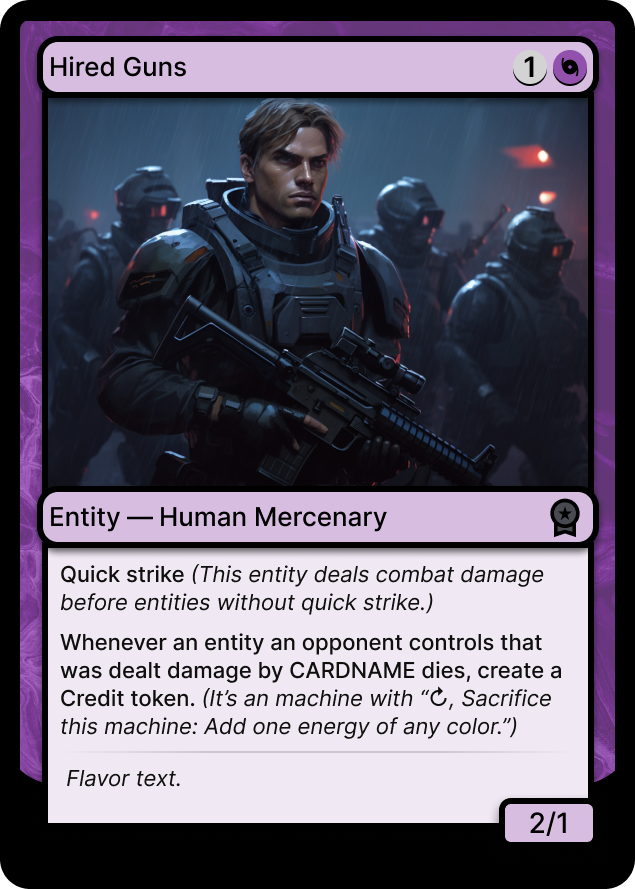 Hired Guns
1
Entity — Human Mercenary
Quick strike (This entity deals combat damage
before entities without quick strike.)
Whenever an entity an opponent controls that
was dealt damage by CARDNAME dies, create a
Credit token. (It’s an machine with “↻, Sacrifice
this machine: Add one energy of any color.”)
Flavor text.
2/1